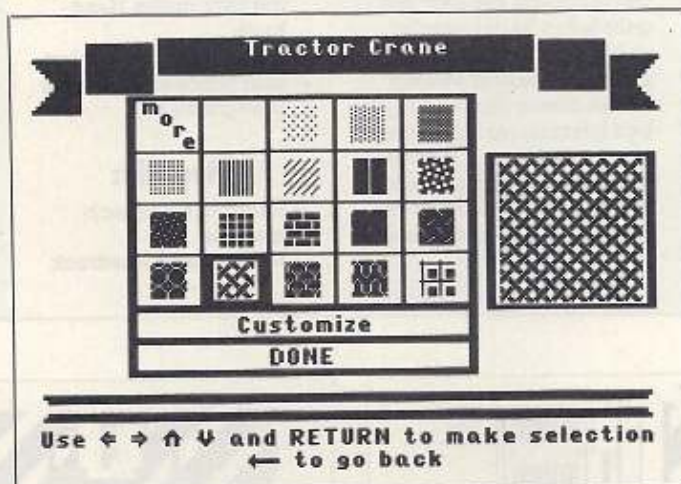 Tractor Crane
more
Customize
DONE
Use ← → ↑ ↓ and RETURN to make selection
← to go back